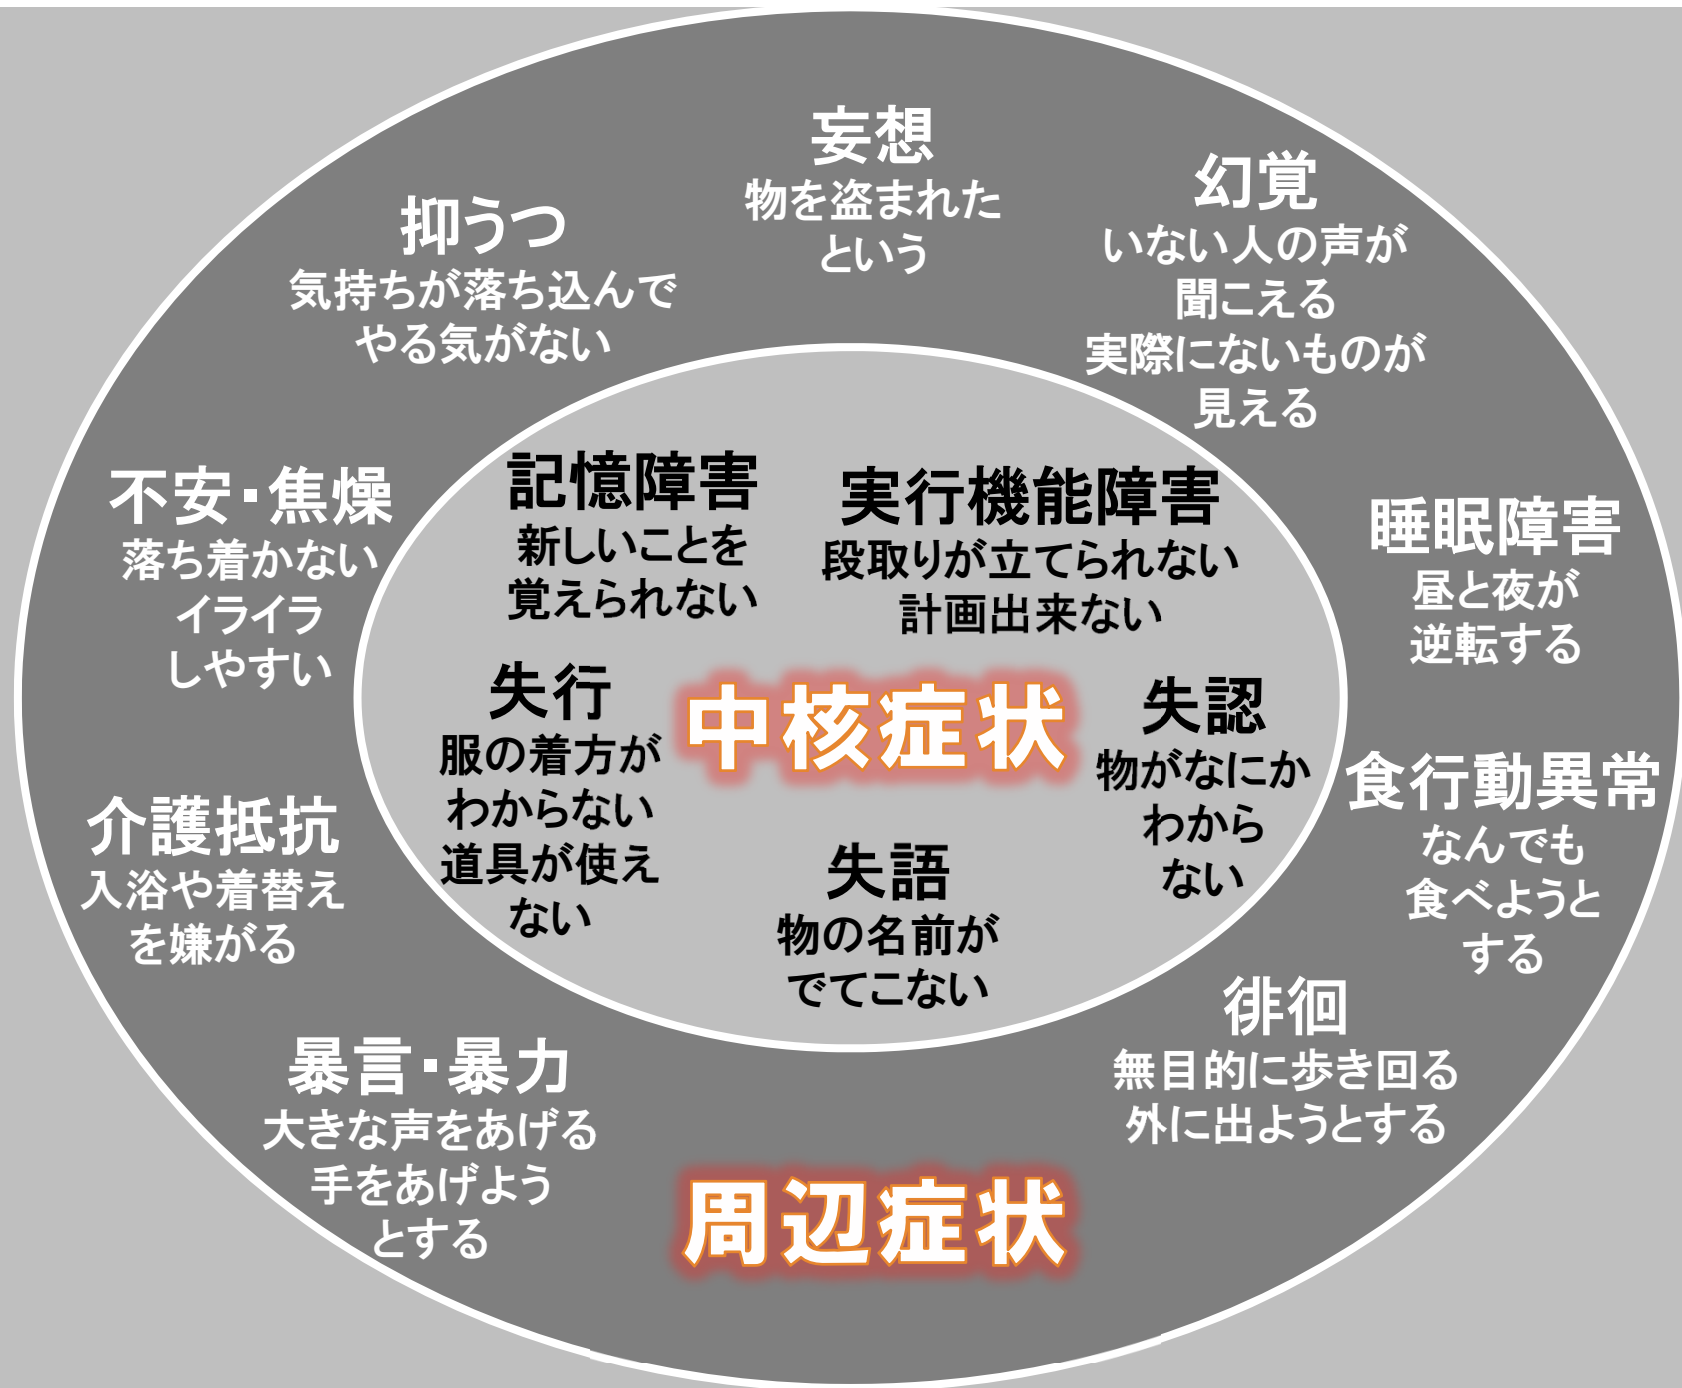 妄想
物を盗まれた
という
幻覚
いない人の声が
聞こえる
実際にないものが
見える
抑うつ
気持ちが落ち込んで
やる気がない
不安・焦燥
落ち着かない
イライラ
しやすい
記憶障害
新しいことを
覚えられない
実行機能障害
段取りが立てられない
計画出来ない
睡眠障害
昼と夜が
逆転する
失行
服の着方が
わからない
道具が使え
ない
中核症状
失認
物がなにか
わから
ない
食行動異常
なんでも
食べようと
する
介護抵抗
入浴や着替え
を嫌がる
失語
物の名前が
でてこない
徘徊
無目的に歩き回る
外に出ようとする
暴言・暴力
大きな声をあげる
手をあげよう
とする
周辺症状